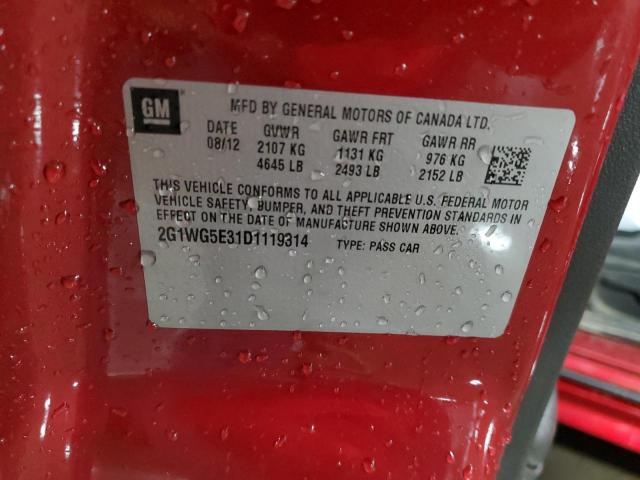 GM
MFD BY GENERAL MOTORS OF CANADA LTD.
DATE GVWR GAWR FRT GAWR RR
08/12 2107 KG 1131 KG 976 KG
4645 LB 2493 LB 2152 LB
THIS VEHICLE CONFORMS TO ALL APPLICABLE U.S. FEDERAL MOTOR
VEHICLE SAFETY, BUMPER, AND THEFT PREVENTION STANDARDS IN
EFFECT ON THE DATE OF MANUFACTURE SHOWN ABOVE.
2G1WG5E31D1119314 TYPE: PASS CAR